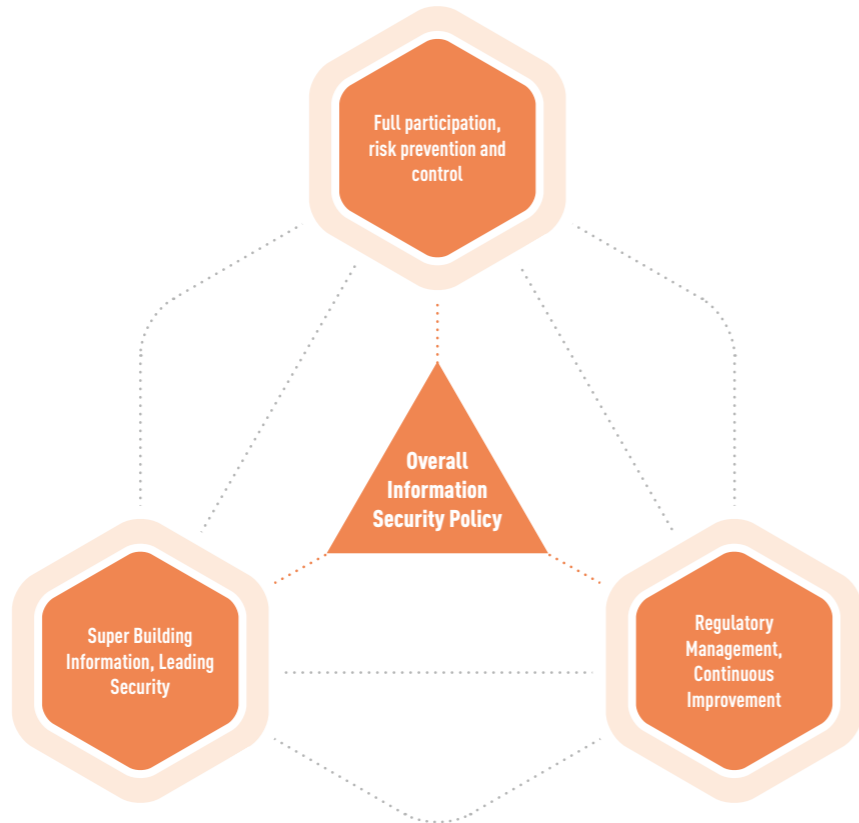 Full participation,
risk prevention and
control
Overall
Information
Security Policy
Super Building
Information, Leading
Security
Regulatory
Management,
Continuous
Improvement